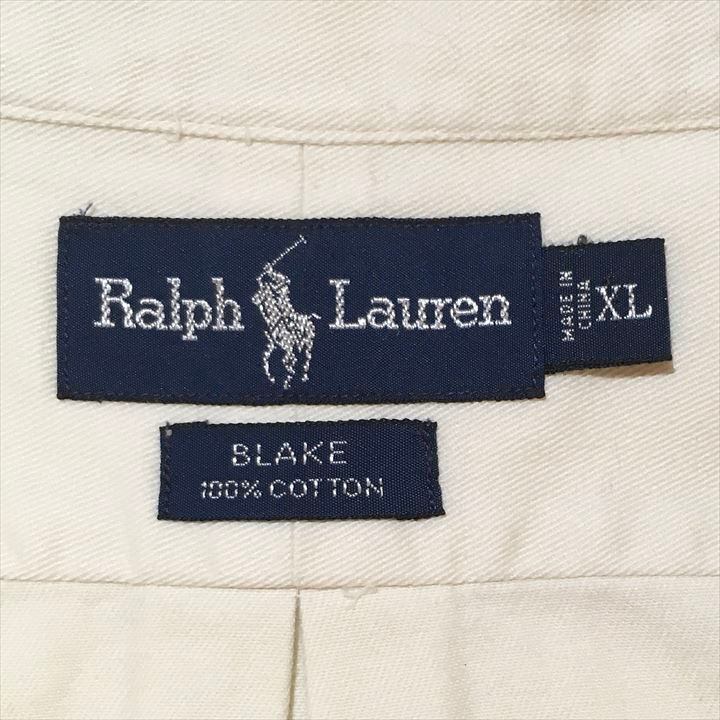 Ralph Lauren
MADE IN
CHINA
XL
BLAKE
100% COTTON